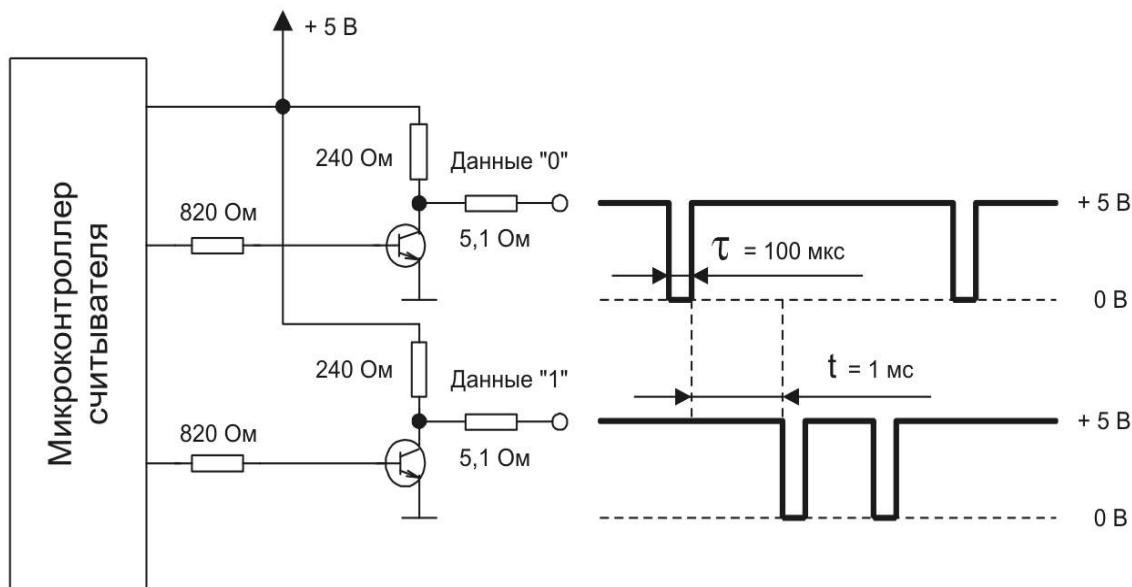 + 5 В
240 Ом
Данные "0"
820 Ом
5,1 Ом
+ 5 В
τ = 100 мкс
0 В
Микроконтроллер
считывателя
240 Ом
Данные "1"
t = 1 мс
820 Ом
5,1 Ом
+ 5 В
0 В